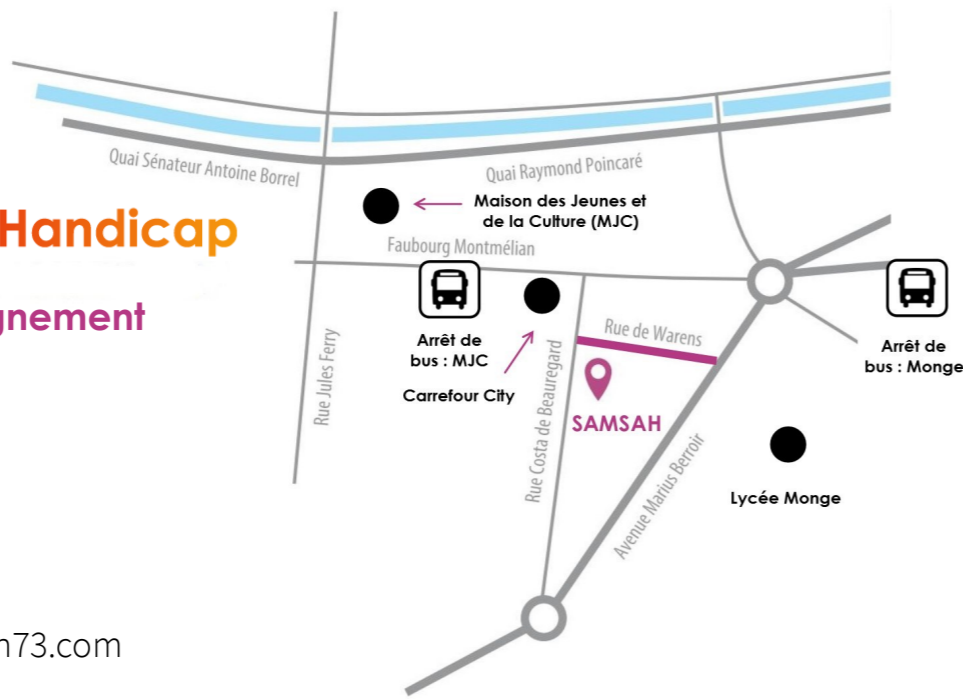 Quai Sénateur Antoine Borrel
Quai Raymond Poincaré
Maison des Jeunes et
de la Culture (MJC)
Handicap
Faubourg Montmélian
gnement
Rue Jules Ferry
Arrêt de
bus : MJC
Carrefour City
Rue Costa de Beauregard
Rue de Warens
SAMSAH
Avenue Marius Berroir
Arrêt de
bus : Monge
Lycée Monge
n73.com